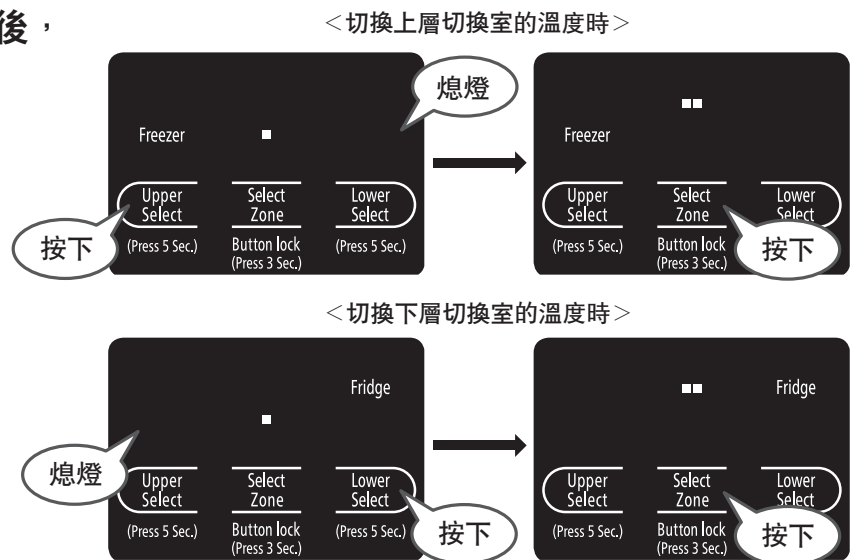 後，
＜切換上層切換室的溫度時＞
熄燈
Freezer
Upper
Select
Select
Zone
Lower
Select
按下
(Press 5 Sec.)
Button lock
(Press 3 Sec.)
(Press 5 Sec.)
Freezer
Upper
Select
Select
Zone
Lower
Select
(Press 5 Sec.)
Button lock
(Press 3 Sec.)
按下
＜切換下層切換室的溫度時＞
Fridge
熄燈
Upper
Select
Select
Zone
Lower
Select
(Press 5 Sec.)
Button lock
(Press 3 Sec.)
(Press 5 Sec.)
按下
Fridge
Upper
Select
Select
Zone
Lower
Select
(Press 5 Sec.)
Button lock
(Press 3 Sec.)
按下